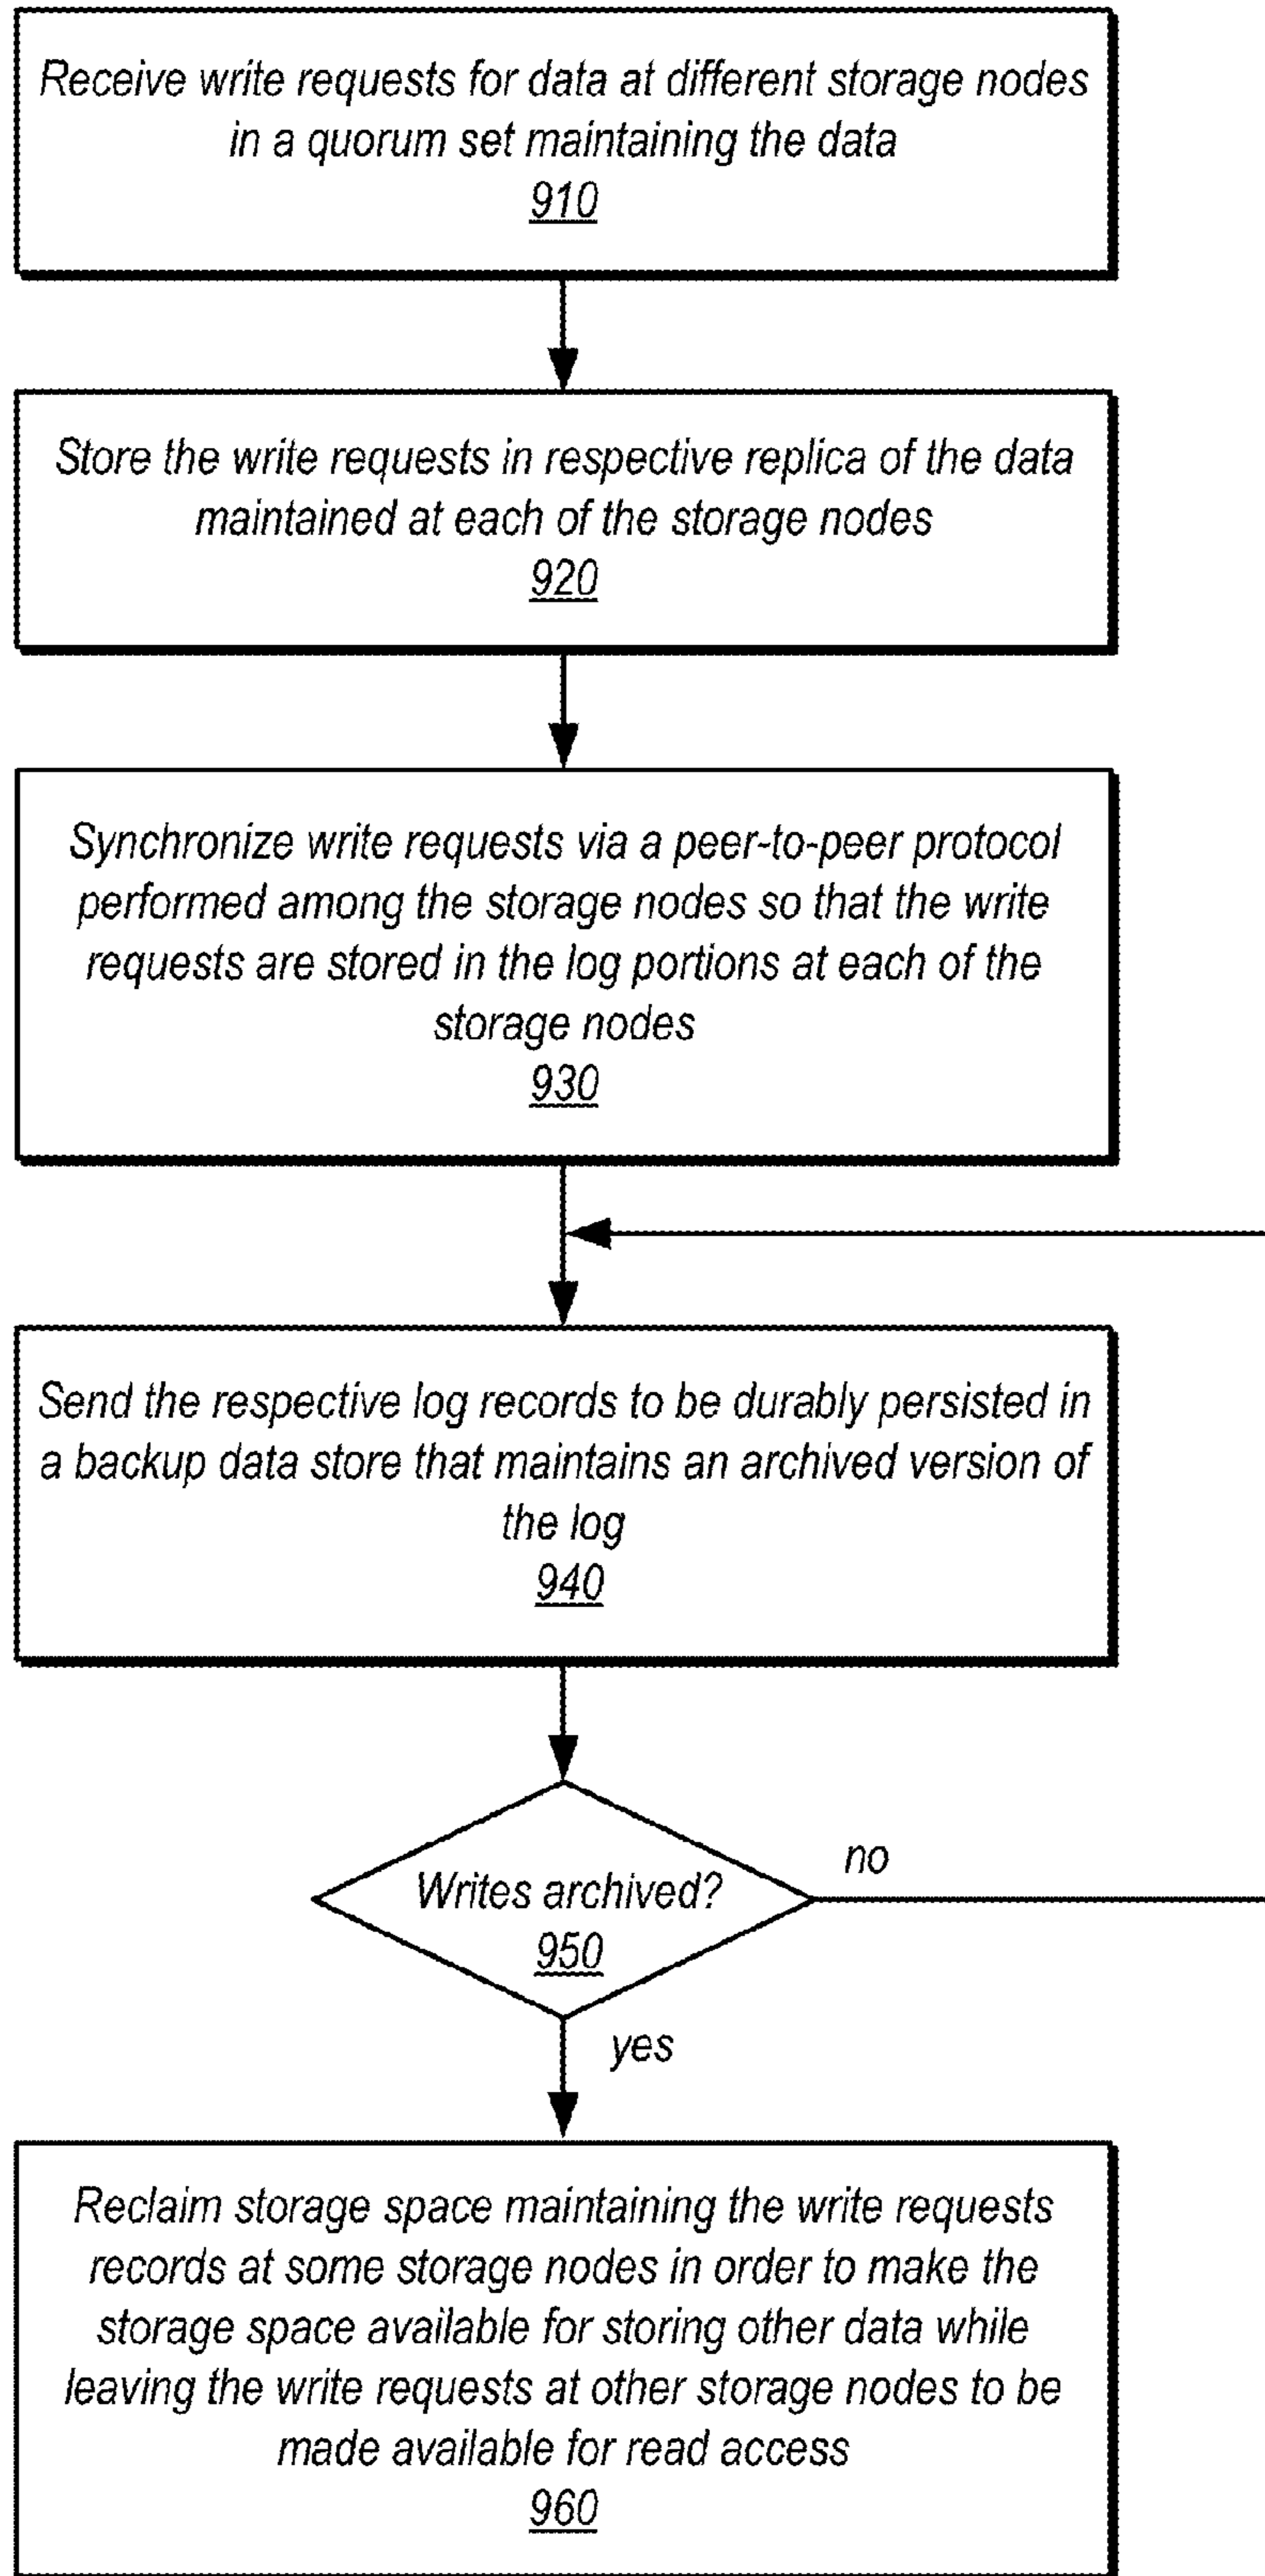 Receive write requests for data at different storage nodes
in a quorum set maintaining the data
910
Store the write requests in respective replica of the data
maintained at each of the storage nodes
920
Synchronize write requests via a peer-to-peer protocol
performed among the storage nodes so that the write
requests are stored in the log portions at each of the
storage nodes
930
Send the respective log records to be durably persisted in
a backup data store that maintains an archived version of
the log
940
Writes archived?
950
no
yes
Reclaim storage space maintaining the write requests
records at some storage nodes in order to make the
storage space available for storing other data while
leaving the write requests at other storage nodes to be
made available for read access
960